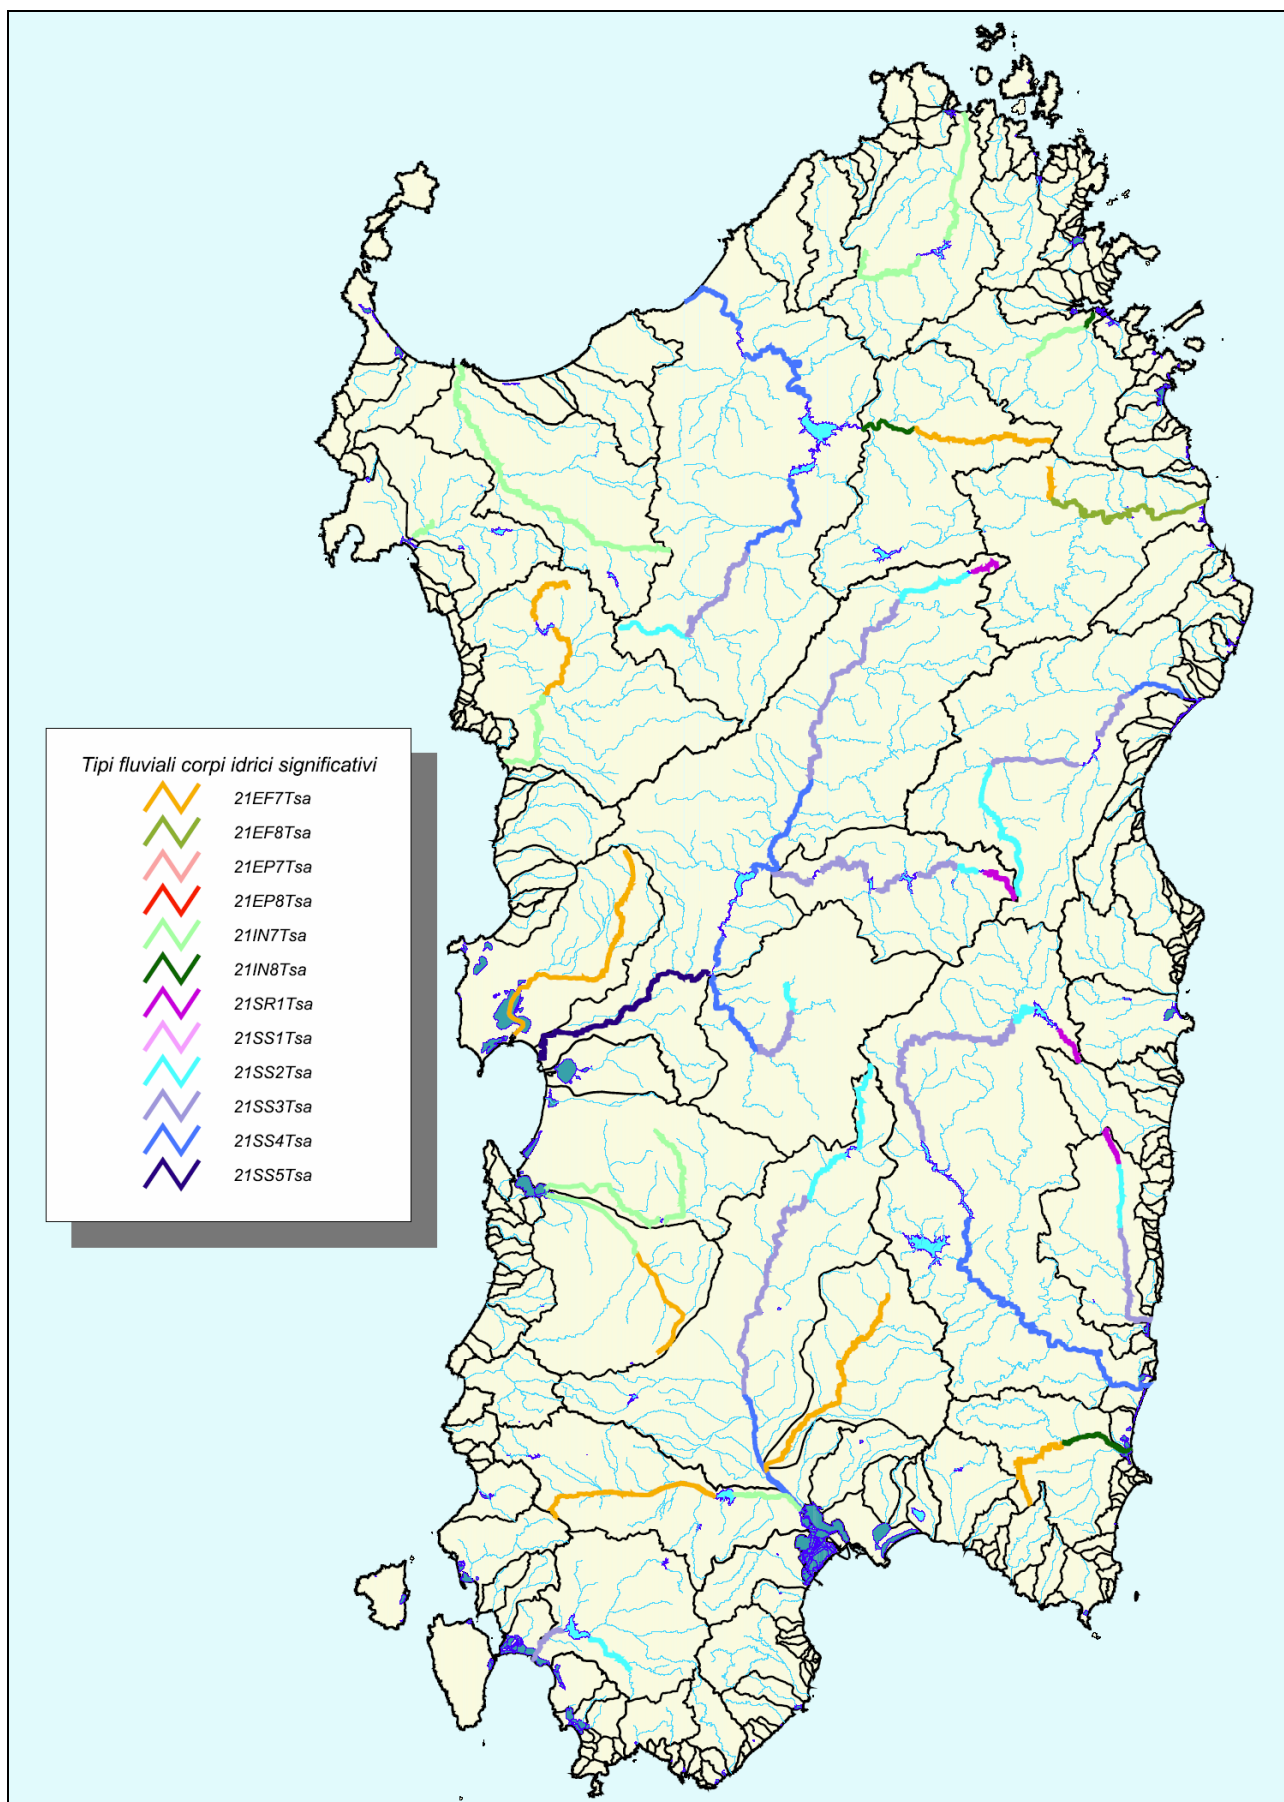 Tipi fluviali corpi idrici significativi
21EF7Tsa
21EF8Tsa
21EP7Tsa
21EP8Tsa
21IN7Tsa
21IN8Tsa
21SR1Tsa
21SS1Tsa
21SS2Tsa
21SS3Tsa
21SS4Tsa
21SS5Tsa